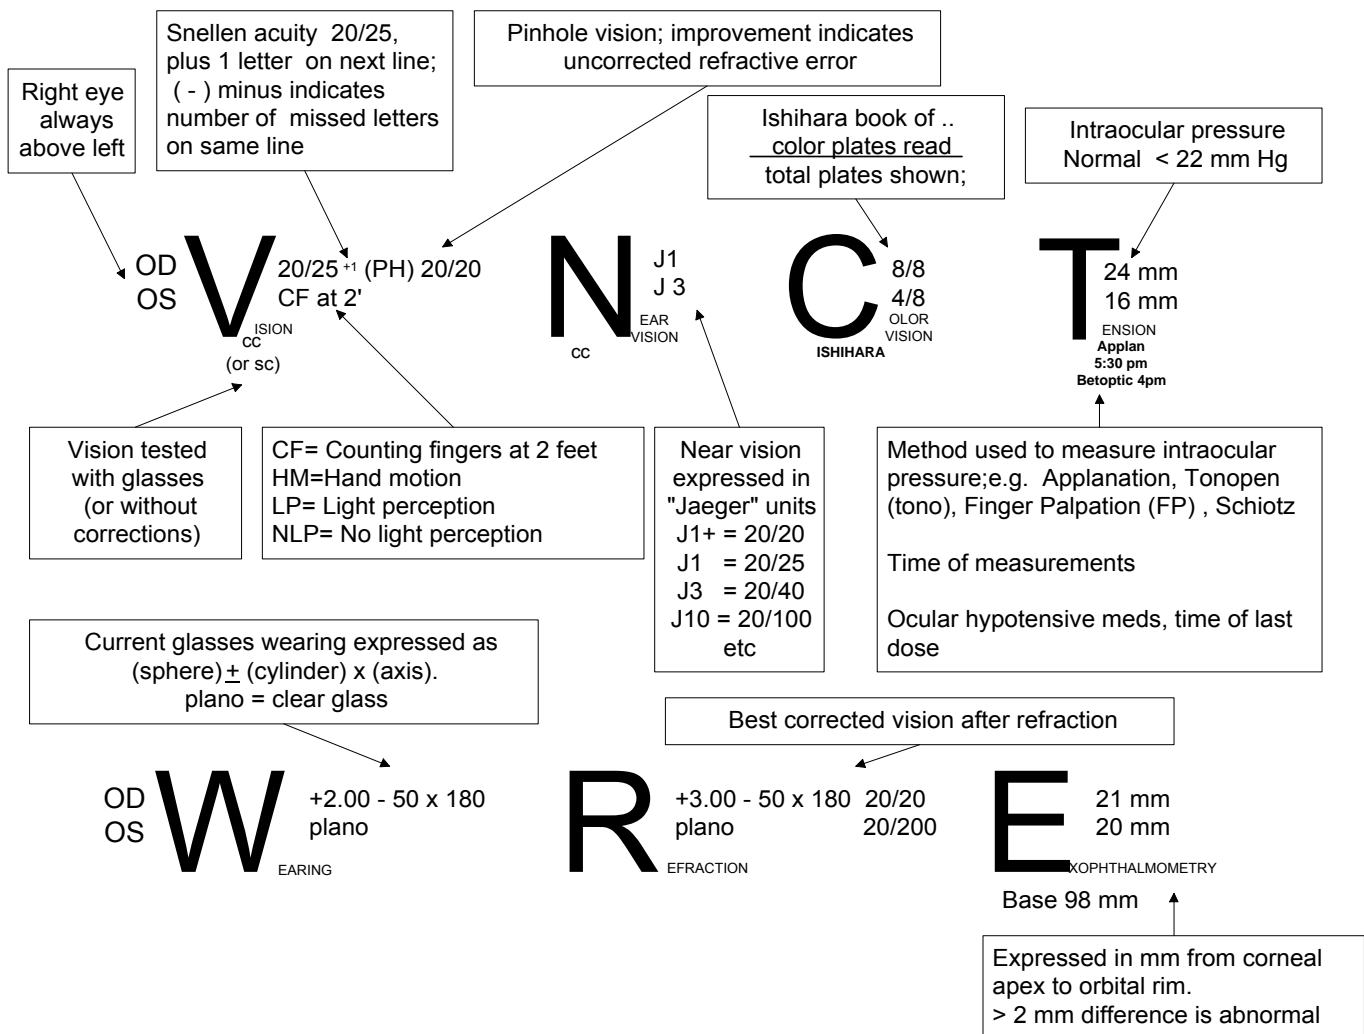 Snellen acuity 20/25,
plus 1 letter on next line;
( - ) minus indicates
number of missed letters
on same line
Pinhole vision; improvement indicates
uncorrected refractive error
Right eye
always
above left
Ishihara book of ..
color plates read
total plates shown;
Intraocular pressure
Normal < 22 mm Hg
OD
OS
V
ISION
cc
(or sc)
20/25 +1 (PH) 20/20
CF at 2'
N
EAR
VISION
cc
J1
J 3
C
OLOR
VISION
ISHIHARA
8/8
4/8
T
ENSION
24 mm
16 mm
Applan
5:30 pm
Betoptic 4pm
Vision tested
with glasses
(or without
corrections)
CF= Counting fingers at 2 feet
HM=Hand motion
LP= Light perception
NLP= No light perception
Near vision
expressed in
"Jaeger" units
J1+ = 20/20
J1 = 20/25
J3 = 20/40
J10 = 20/100
etc
Method used to measure intraocular
pressure;e.g. Applanation, Tonopen
(tono), Finger Palpation (FP) , Schiotz
Time of measurements
Ocular hypotensive meds, time of last
dose
Current glasses wearing expressed as
(sphere) + (cylinder) x (axis).
plano = clear glass
Best corrected vision after refraction
OD
OS
W
EARING
+2.00 - 50 x 180
plano
R
EFRACTION
+3.00 - 50 x 180 20/20
plano 20/200
E
XOPHTHALMOMETRY
21 mm
20 mm
Base 98 mm
Expressed in mm from corneal
apex to orbital rim.
> 2 mm difference is abnormal